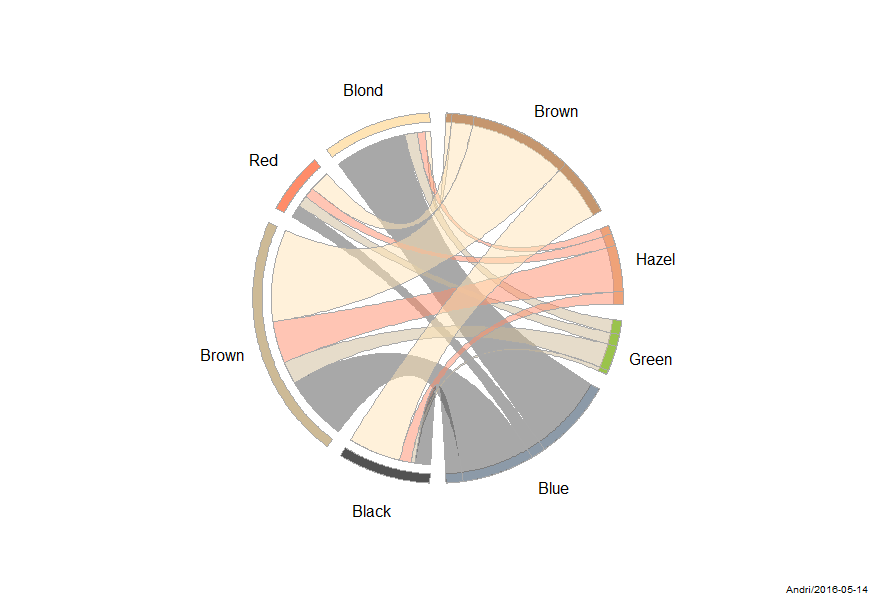 Blond
Brown
Red
Hazel
Brown
Green
Blue
Black
Andri/2016-05-14